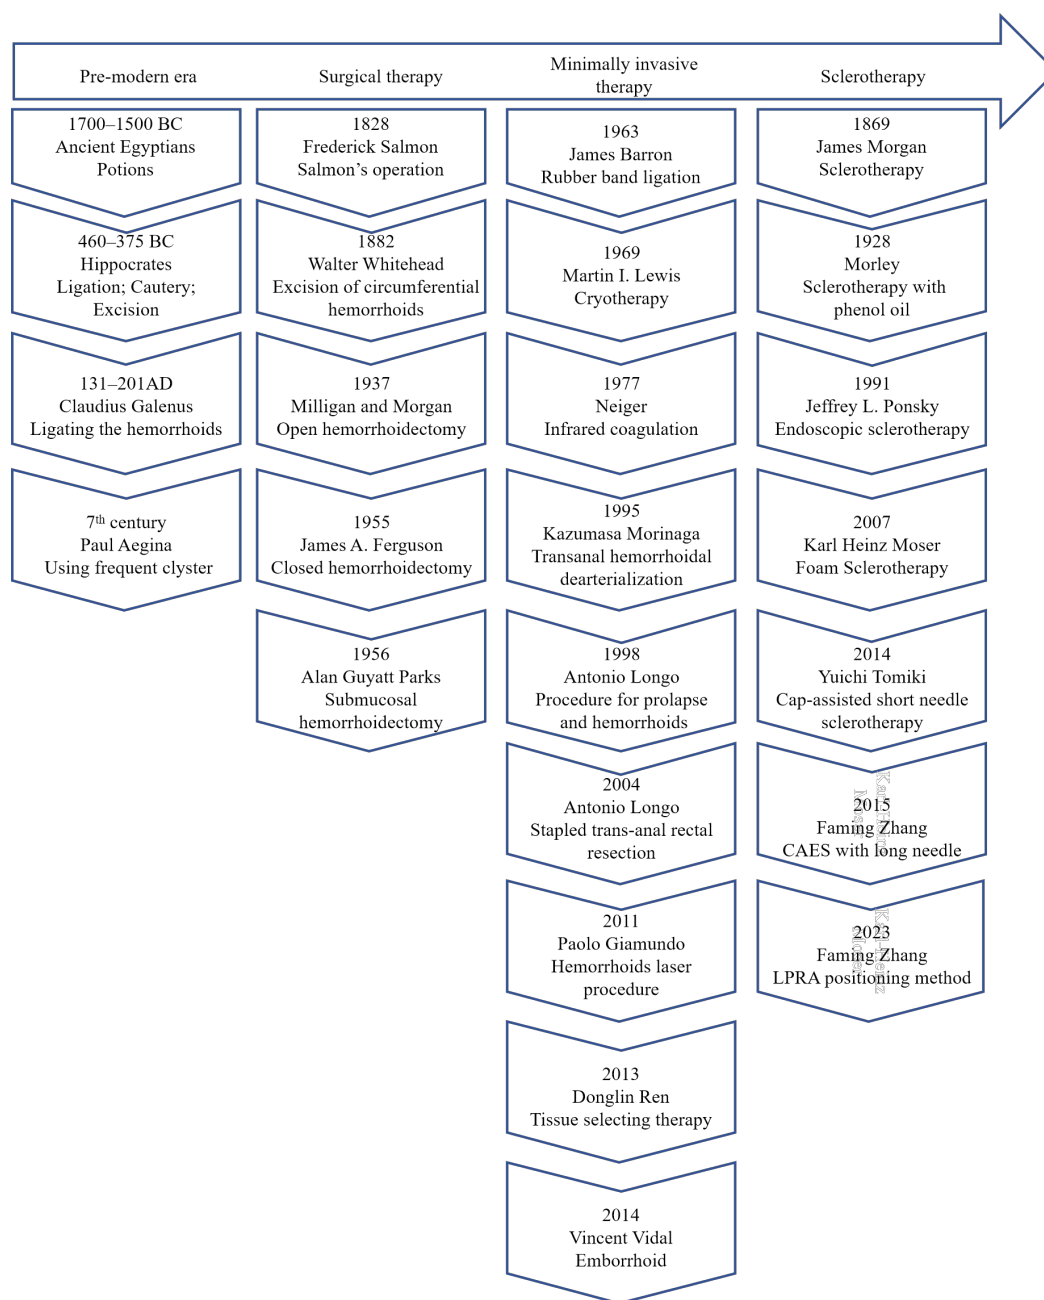 Pre-modern era
Surgical therapy
Minimally invasive
therapy
Sclerotherapy
1700–1500 BC
Ancient Egyptians
Potions
460–375 BC
Hippocrates
Ligation; Cautery;
Excision
131–201AD
Claudius Galenus
Ligating the hemorrhoids
7th century
Paul Aegina
Using frequent clyster
1828
Frederick Salmon
Salmon’s operation
1882
Walter Whitehead
Excision of circumferential
hemorrhoids
1937
Milligan and Morgan
Open hemorrhoidectomy
1955
James A. Ferguson
Closed hemorrhoidectomy
1956
Alan Guyatt Parks
Submucosal
hemorrhoidectomy
1963
James Barron
Rubber band ligation
1969
Martin I. Lewis
Cryotherapy
1977
Neiger
Infrared coagulation
1995
Kazumasa Morinaga
Transanal hemorrhoidal
dearterialization
1998
Antonio Longo
Procedure for prolapse
and hemorrhoids
2004
Antonio Longo
Stapled trans-anal rectal
resection
2011
Paolo Giamundo
Hemorrhoids laser
procedure
2013
Donglin Ren
Tissue selecting therapy
2014
Vincent Vidal
Emborrhoid
1869
James Morgan
Sclerotherapy
1928
Morley
Sclerotherapy with
phenol oil
1991
Jeffrey L. Ponsky
Endoscopic sclerotherapy
2007
Karl Heinz Moser
Foam Sclerotherapy
2014
Yuichi Tomiki
Cap-assisted short needle
sclerotherapy
2015
Faming Zhang
CAES with long needle
2023
Faming Zhang
LPRA positioning method